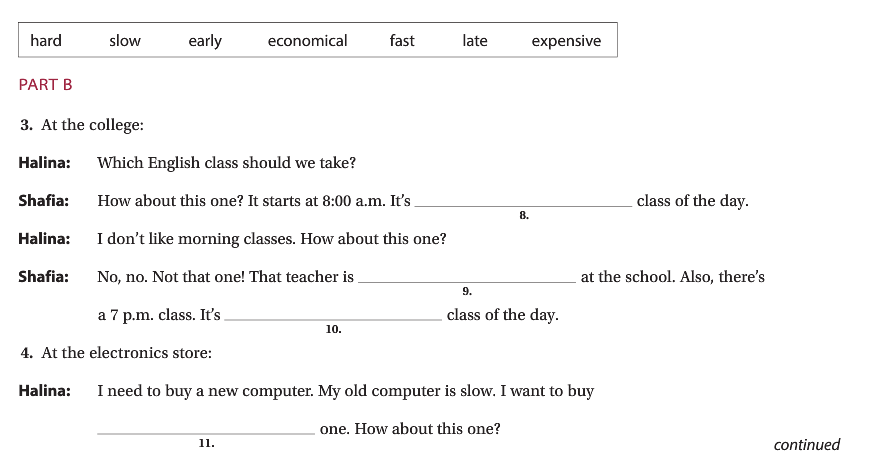 hard slow early economical fast late expensive
PART B
3. At the college:
Halina: Which English class should we take?
Shafia: How about this one? It starts at 8:00 a.m. It’s ______ class of the day.
8.
Halina: I don’t like morning classes. How about this one?
Shafia: No, no. Not that one! That teacher is ______ at the school. Also, there’s
9.
a 7 p.m. class. It’s ______ class of the day.
10.
4. At the electronics store:
Halina: I need to buy a new computer. My old computer is slow. I want to buy
______ one. How about this one?
11.
continued